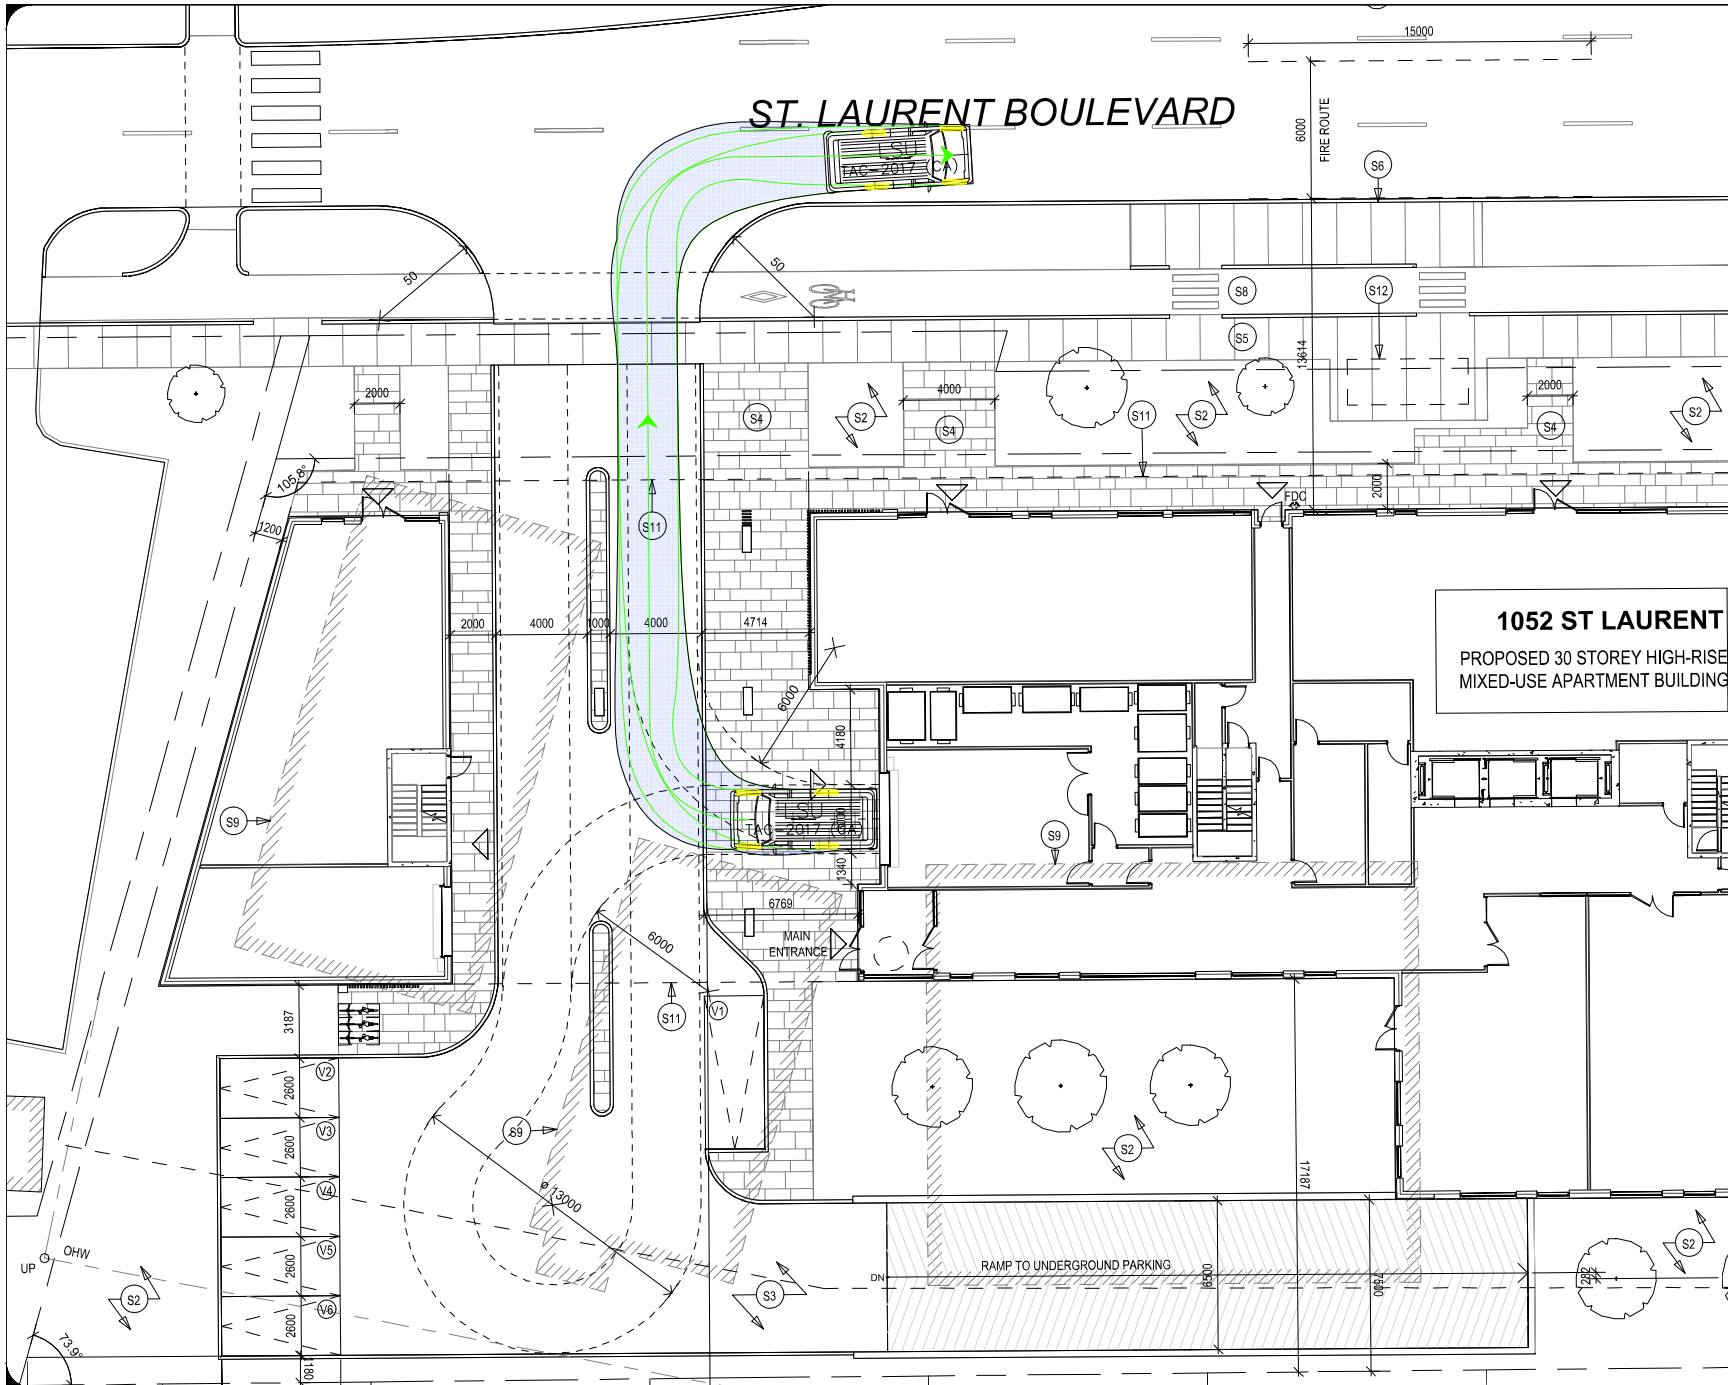 15000
ST. LAURENT BOULEVARD
6000
FIRE ROUTE
LSU
TAC-2017 (CA)
S6
50
50
S8
S12
S5
13614
2000
4000
2000
S4
S2
S4
S11
S2
S4
S2
105.8°
1200
2000
FDC
S11
2000
4000
1000
4000
4714
6000
1052 ST LAURENT
PROPOSED 30 STOREY HIGH-RISE
MIXED-USE APARTMENT BUILDING
4180
S9
LSU
TAC-2017 (CA)
6000
S9
1340
6769
6000
MAIN
ENTRANCE
3187
S11
V1
V2
2600
V3
2600
S9
S2
V4
2600
ø 13000
17187
V5
2600
OHW
UP
RAMP TO UNDERGROUND PARKING
DN
6500
7600
282
S2
S2
S3
V6
2600
73.9°
1180